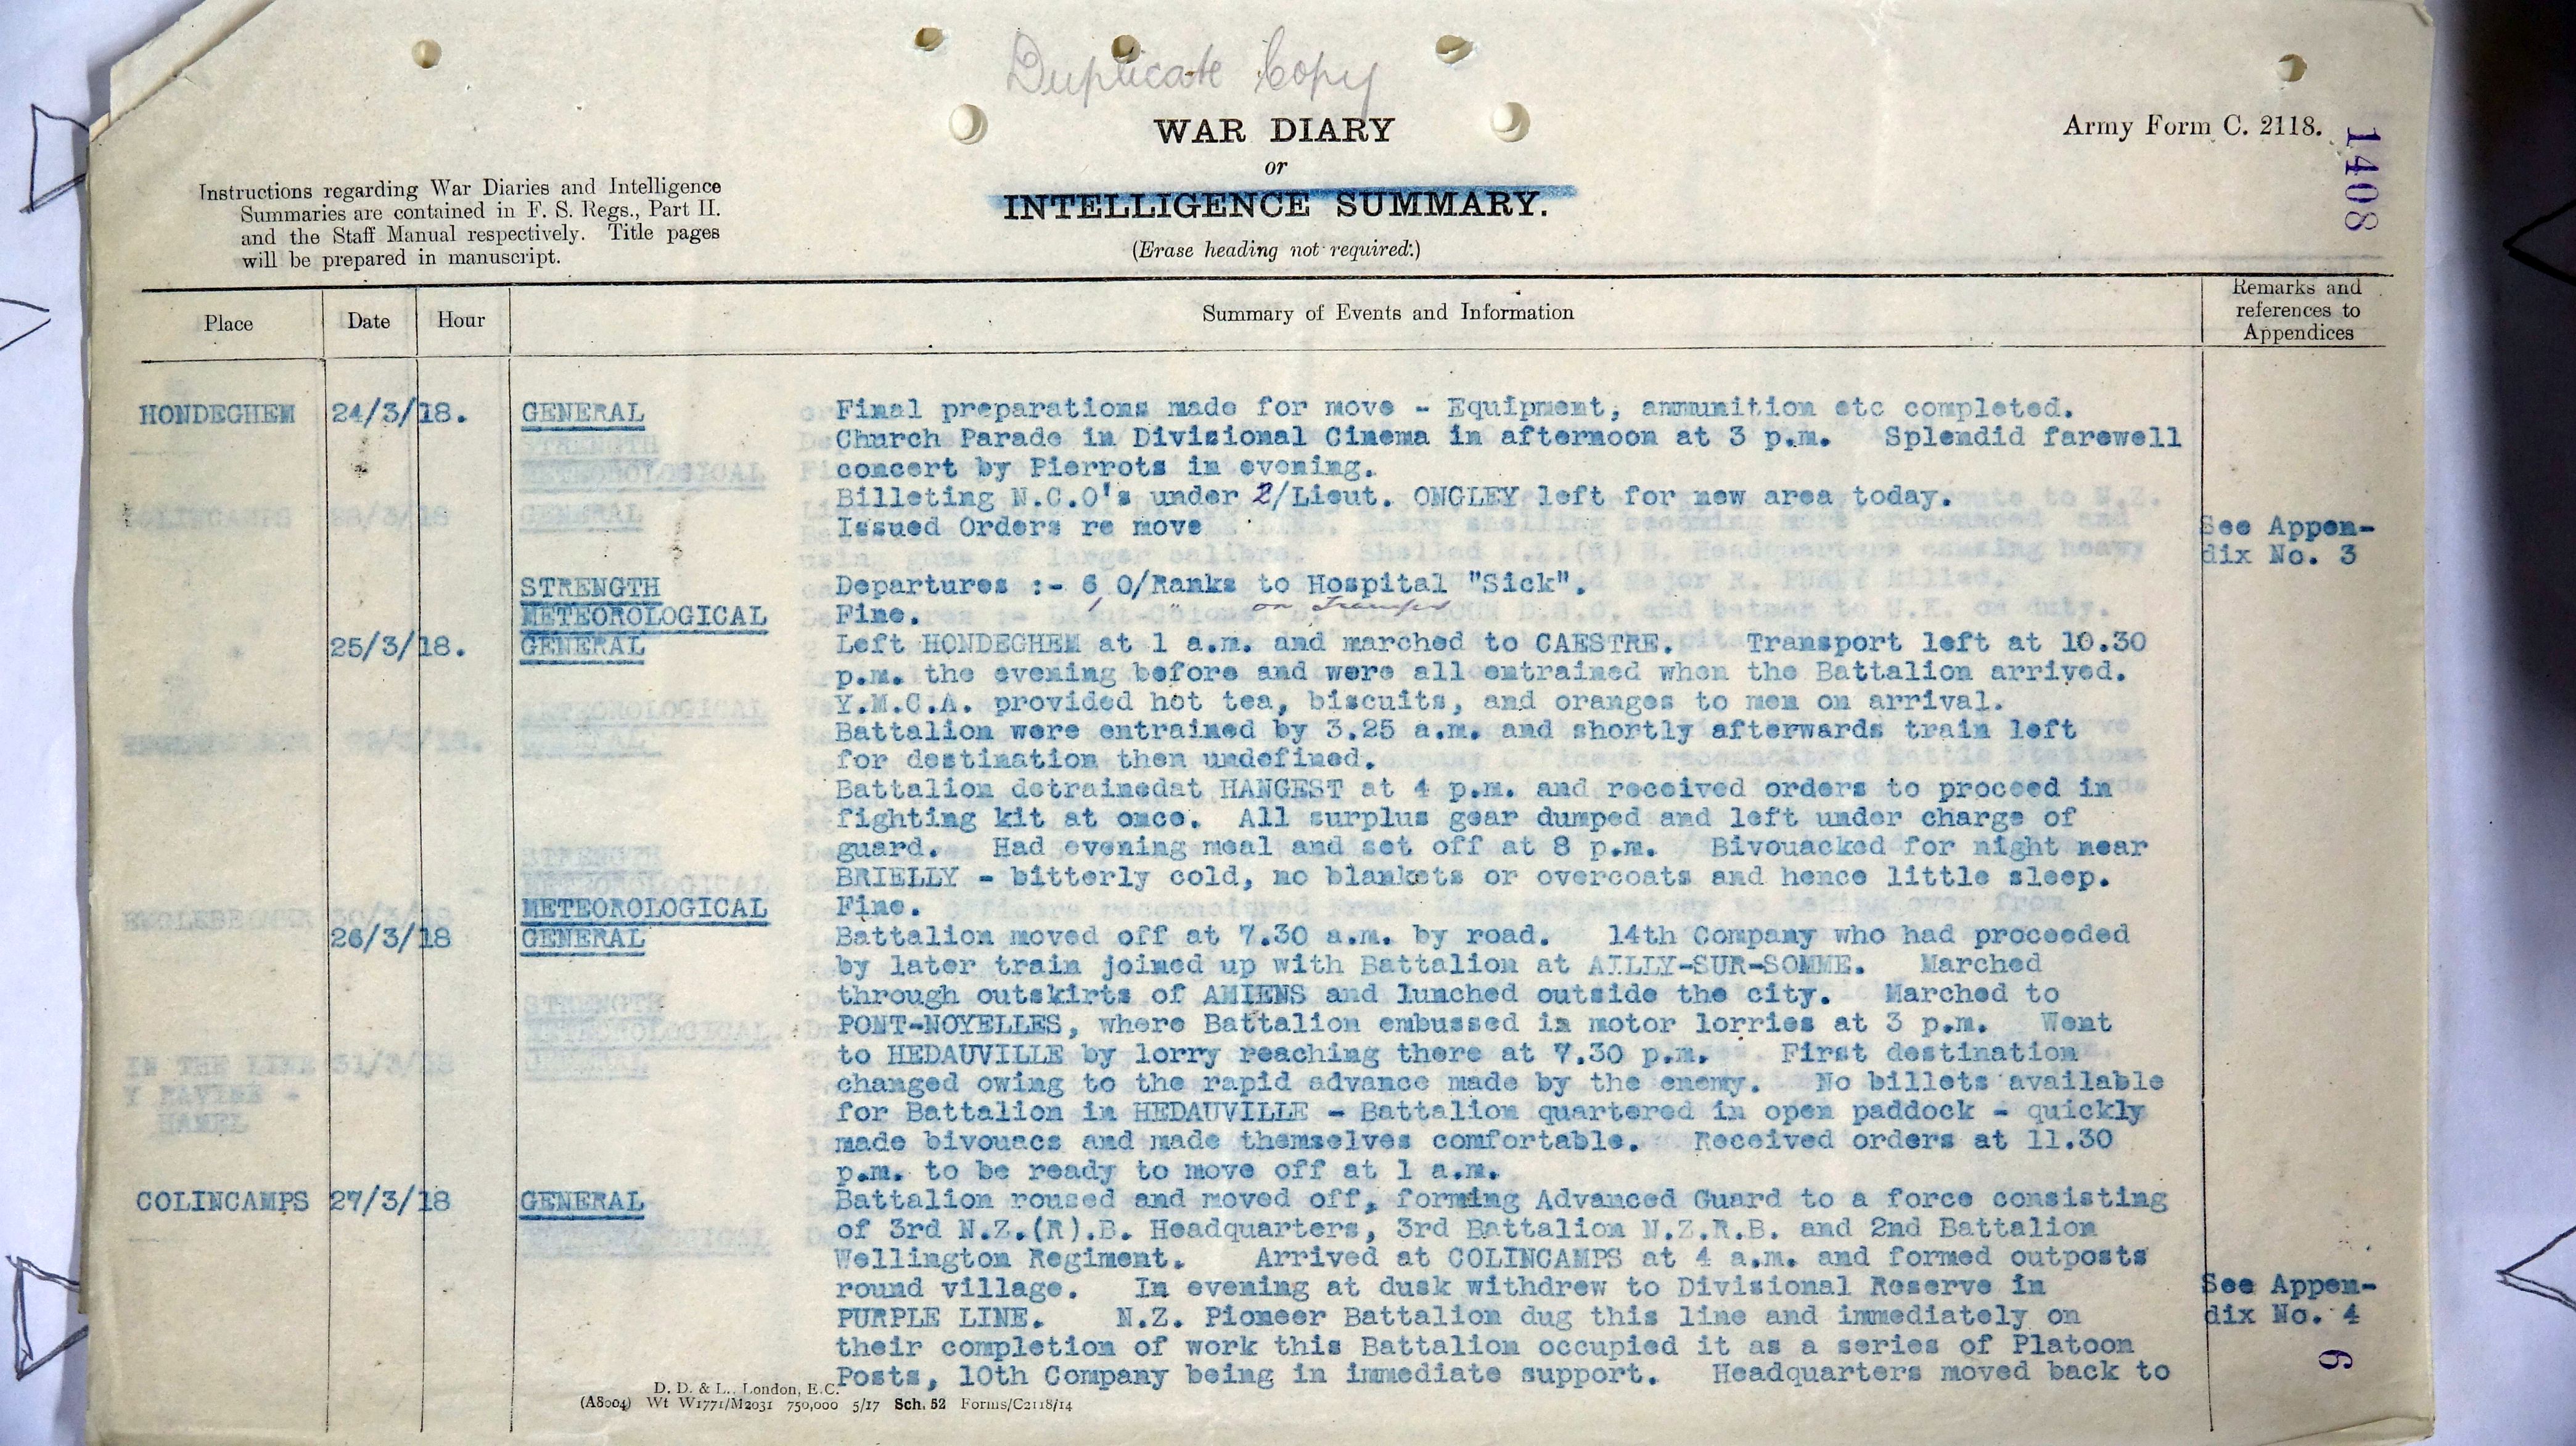 Duplicate Copy
WAR DIARY
or
INTELLIGENCE SUMMARY.
(Erase heading not required.)
Army Form C. 2118.
1408
Instructions regarding War Diaries and Intelligence
Summaries are contained in F. S. Regs., Part II.
and the Staff Manual respectively. Title pages
will be prepared in manuscript.
Place Date Hour Summary of Events and Information Remarks and references to Appendices
HONDEGHEM 24/3/18. GENERAL Final preparations made for move - Equipment, ammunition etc completed.
Church Parade in Divisional Cinema in afternoon at 3 p.m. Splendid farewell
concert by Pierrots in evening.
Billeting N.C.O's under 2/Lieut. ONGLEY left for new area today.
Issued Orders re move See Appen-
dix No. 3
STRENGTH Departures :- 6 O/Ranks to Hospital "Sick".
1 " on transfer
METEOROLOGICAL Fine.
25/3/18. GENERAL Left HONDEGHEM at 1 a.m. and marched to CAESTRE. Transport left at 10.30
p.m. the evening before and were all entrained when the Battalion arrived.
Y.M.C.A. provided hot tea, biscuits, and oranges to men on arrival.
Battalion were entrained by 3.25 a.m. and shortly afterwards train left
for destination then undefined.
Battalion detrainedat HANGEST at 4 p.m. and received orders to proceed in
fighting kit at once. All surplus gear dumped and left under charge of
guard. Had evening meal and set off at 8 p.m. Bivouacked for night near
BRIELLY - bitterly cold, no blankets or overcoats and hence little sleep.
METEOROLOGICAL Fine.
26/3/18 GENERAL Battalion moved off at 7.30 a.m. by road. 14th Company who had proceeded
by later train joined up with Battalion at AILLY-SUR-SOMME. Marched
through outskirts of AMIENS and lunched outside the city. Marched to
PONT-NOYELLES, where Battalion embussed in motor lorries at 3 p.m. Went
to HEDAUVILLE by lorry reaching there at 7.30 p.m. First destination
changed owing to the rapid advance made by the enemy. No billets available
for Battalion in HEDAUVILLE - Battalion quartered in open paddock - quickly
made bivouacs and made themselves comfortable. Received orders at 11.30
p.m. to be ready to move off at 1 a.m.
COLINCAMPS 27/3/18 GENERAL Battalion roused and moved off, forming Advanced Guard to a force consisting
of 3rd N.Z.(R).B. Headquarters, 3rd Battalion N.Z.R.B. and 2nd Battalion
Wellington Regiment. Arrived at COLINCAMPS at 4 a.m. and formed outposts
round village. In evening at dusk withdrew to Divisional Reserve in See Appen-
PURPLE LINE. N.Z. Pioneer Battalion dug this line and immediately on dix No. 4
their completion of work this Battalion occupied it as a series of Platoon
Posts, 10th Company being in immediate support. Headquarters moved back to
6
D. D. & L., London, E.C.
(A8004) Wt W1771/M2031 750,000 5/17 Sch. 52 Forms/C2118/14